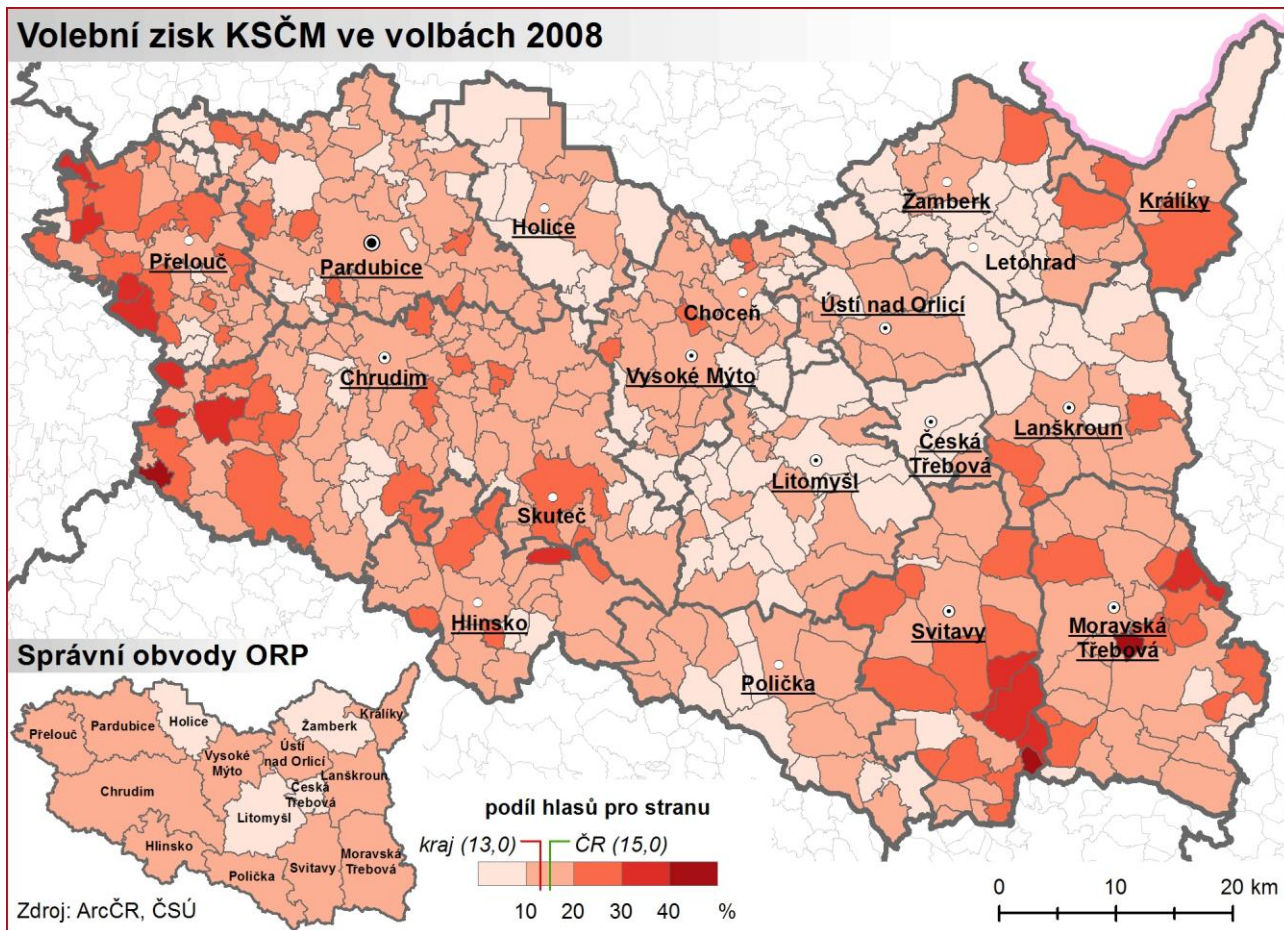 Volební zisk KSČM ve volbách 2008
Žamberk
Králíky
Holice
Přelouč
Pardubice
Letohrad
Choceň
Ústí nad Orlicí
Chrudim
Vysoké Mýto
Lanškroun
Česká
Třebová
Litomyšl
Skuteč
Hlinsko
Svitavy
Moravská
Třebová
Polička
Správní obvody ORP
Přelouč
Pardubice
Holice
Žamberk
Králíky
Vysoké
Mýto
Ústí
nad Orlicí
Lanškroun
Česká
Třebová
Chrudim
Litomyšl
Hlinsko
Polička
Svitavy
Moravská
Třebová
Zdroj: ArcČR, ČSÚ
podíl hlasů pro stranu
kraj (13,0)
ČR (15,0)
10 20 30 40 %
0 10 20 km